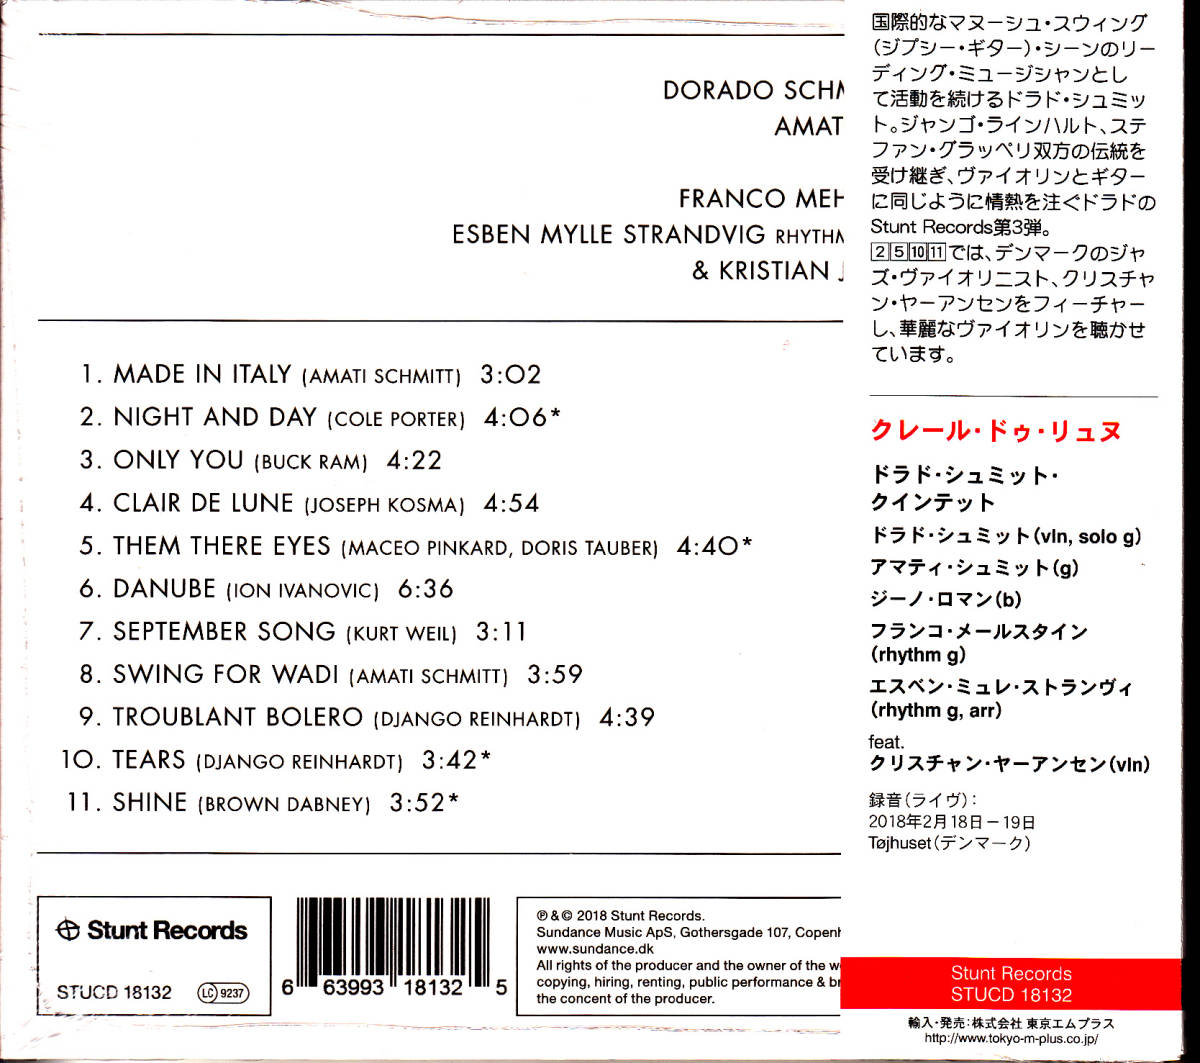 DORADO SCHM
AMAT
FRANCO MEH
ESBEN MYLLE STRANDVIG RHYTHM
& KRISTIAN J
1. MADE IN ITALY (AMATI SCHMITT) 3:02
2. NIGHT AND DAY (COLE PORTER) 4:06*
3. ONLY YOU (BUCK RAM) 4:22
4. CLAIR DE LUNE (JOSEPH KOSMA) 4:54
5. THEM THERE EYES (MACEO PINKARD, DORIS TAUBER) 4:40*
6. DANUBE (ION IVANOVIC) 6:36
7. SEPTEMBER SONG (KURT WEIL) 3:11
8. SWING FOR WADI (AMATI SCHMITT) 3:59
9. TROUBLANT BOLERO (DJANGO REINHARDT) 4:39
10. TEARS (DJANGO REINHARDT) 3:42*
11. SHINE (BROWN DABNEY) 3:52*
Stunt Records
STUCD 18132 LC 9237
6 63993 18132 5
℗ & © 2018 Stunt Records.
Sundance Music ApS, Gothersgade 107, Copenh
www.sundance.dk
All rights of the producer and the owner of the w
copying, hiring, renting, public performance & br
the concent of the producer.
国際的なマヌーシュ・スウィング
(ジプシー・ギター)・シーンのリー
ディング・ミュージシャンとし
て活動を続けるドラド・シュミッ
ト。ジャンゴ・ラインハルト、ステ
ファン・グラッペリ双方の伝統を
受け継ぎ、ヴァイオリンとギター
に同じように情熱を注ぐドラドの
Stunt Records第3弾。
2 5 10 11では、デンマークのジャ
ズ・ヴァイオリニスト、クリスチャ
ン・ヤーアンセンをフィーチャー
し、華麗なヴァイオリンを聴かせ
ています。
クレール・ドゥ・リュヌ
ドラド・シュミット・
クインテット
ドラド・シュミット(vln, solo g)
アマティ・シュミット(g)
ジーノ・ロマン(b)
フランコ・メールスタイン
(rhythm g)
エスベン・ミュレ・ストランヴィ
(rhythm g, arr)
feat.
クリスチャン・ヤーアンセン(vln)
録音(ライヴ):
2018年2月18日－19日
Tøjhuset(デンマーク)
Stunt Records
STUCD 18132
輸入・発売:株式会社 東京エムプラス
http://www.tokyo-m-plus.co.jp/